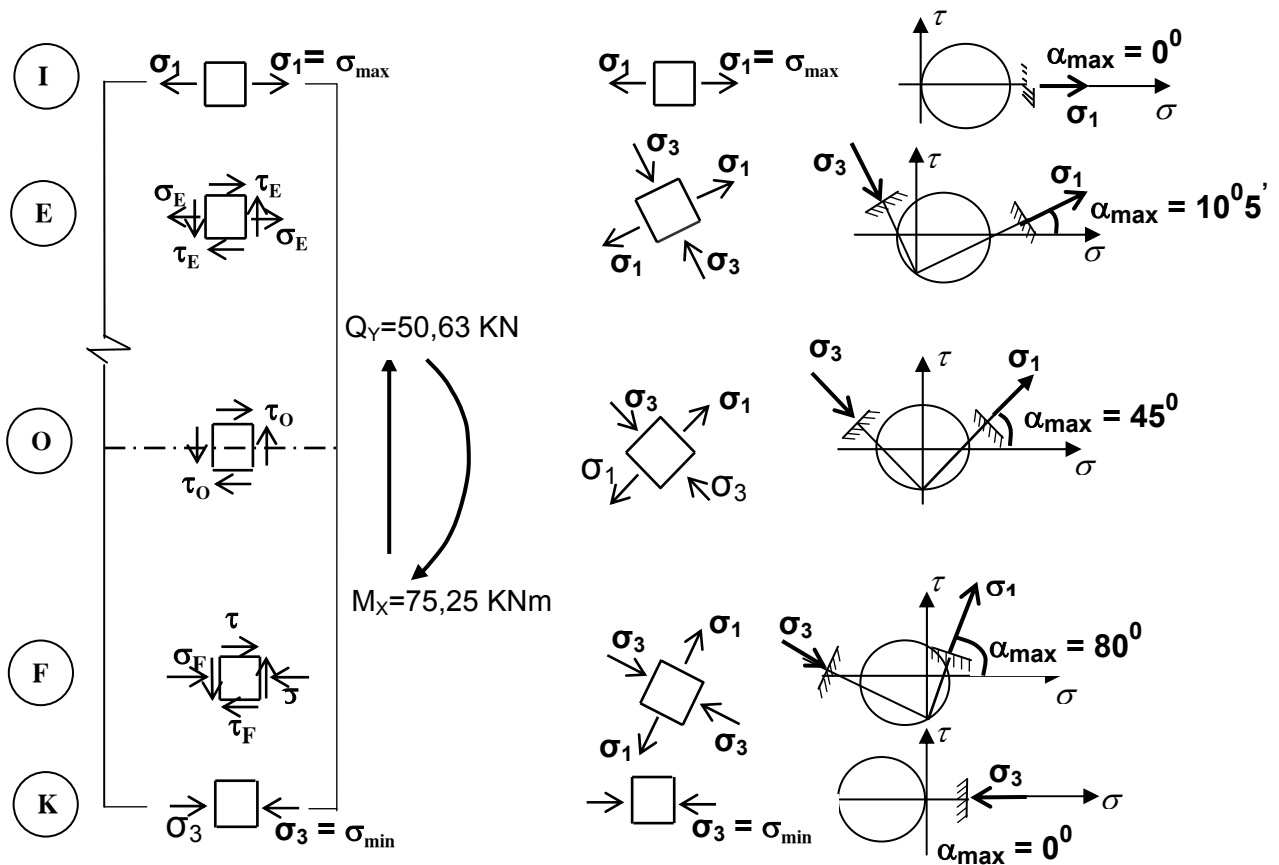 I
σ1
σ1= σmax
σ1
σ1= σmax
τ
αmax = 0⁰
σ1
σ
E
σE
τE
τE
σE
σ3
σ1
σ1
σ3
σ3
τ
σ1
αmax = 10⁰5'
σ
QY=50,63 KN
MX=75,25 KNm
O
τO
τO
σ3
σ1
σ1
σ3
σ3
τ
σ1
αmax = 45⁰
σ
F
τ
σF
τF
σ3
σ1
σ1
σ3
σ3
τ
σ1
αmax = 80⁰
σ
K
σ3
σ3 = σmin
σ3 = σmin
τ
σ3
σ
αmax = 0⁰